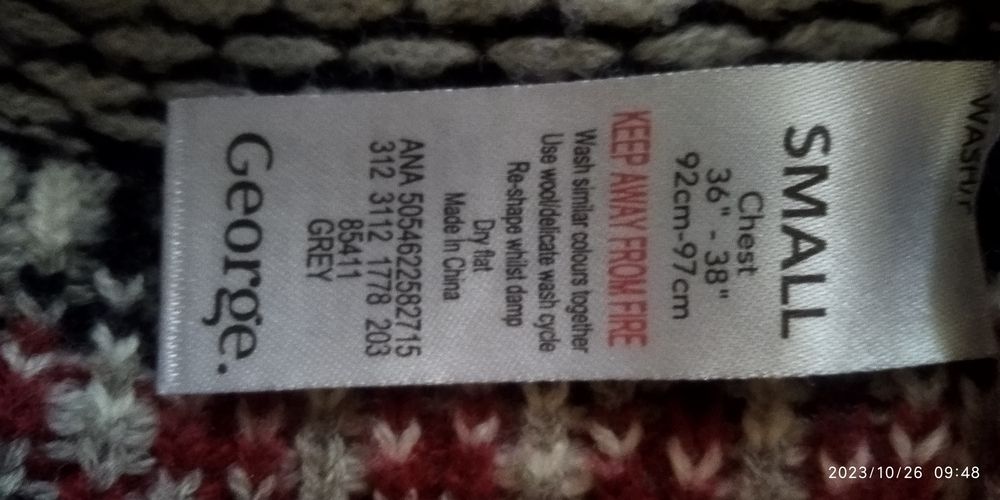 SMALL
Chest
36" - 38"
92cm-97cm
KEEP AWAY FROM FIRE
Wash similar colours together
Use wool/delicate wash cycle
Re-shape whilst damp
Dry flat
Made in China
ANA 5054622582715
312 3112 1778 203
85411
GREY
George.
2023/10/26 09:48